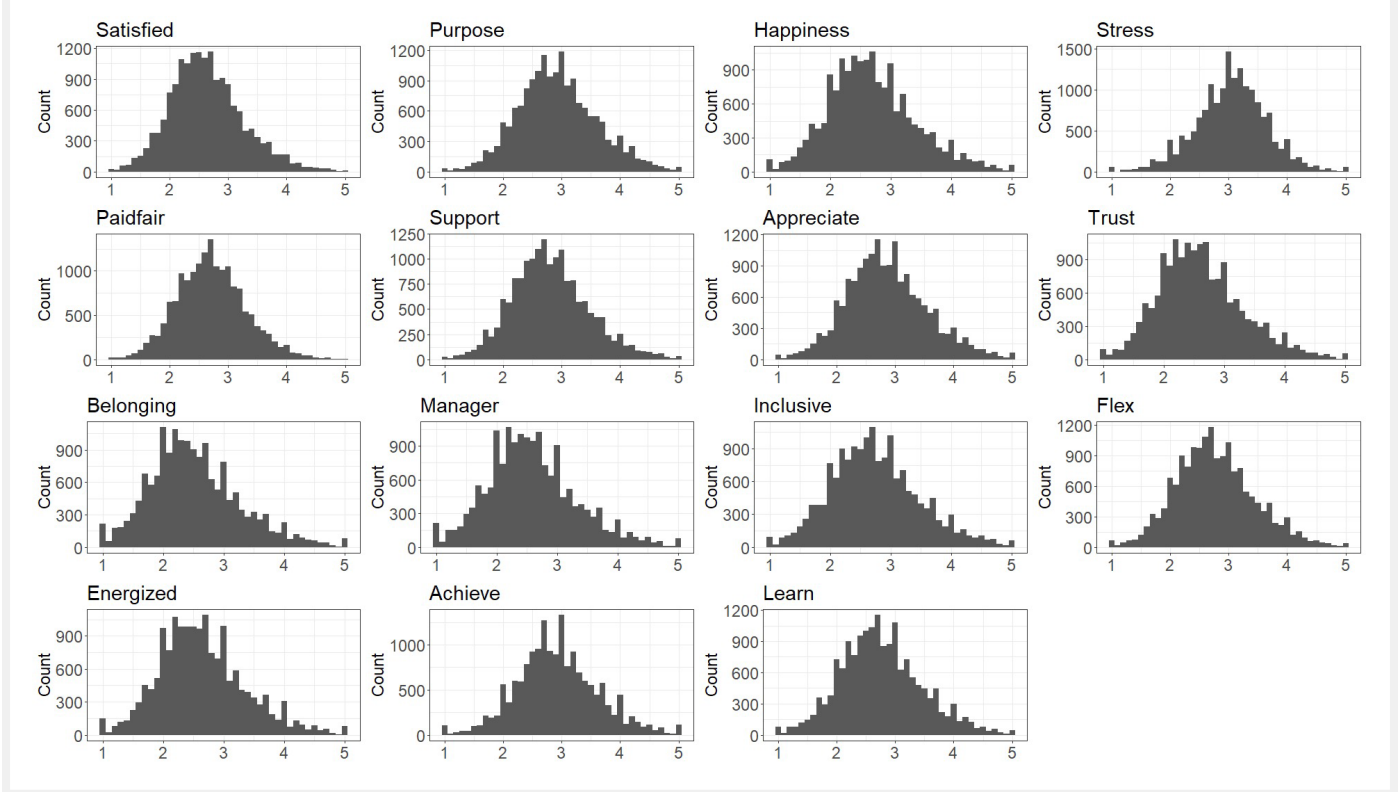 Satisfied
Purpose
Happiness
Stress
1200
900
600
300
0
Count
1 2 3 4 5
1200
900
600
300
0
Count
1 2 3 4 5
900
600
300
0
Count
1 2 3 4 5
1500
1000
500
0
Count
1 2 3 4 5
Paidfair
Support
Appreciate
Trust
1000
500
0
Count
1 2 3 4 5
1250
1000
750
500
250
0
Count
1 2 3 4 5
1200
900
600
300
0
Count
1 2 3 4 5
900
600
300
0
Count
1 2 3 4 5
Belonging
Manager
Inclusive
Flex
900
600
300
0
Count
1 2 3 4 5
900
600
300
0
Count
1 2 3 4 5
900
600
300
0
Count
1 2 3 4 5
1200
900
600
300
0
Count
1 2 3 4 5
Energized
Achieve
Learn
900
600
300
0
Count
1 2 3 4 5
1000
500
0
Count
1 2 3 4 5
1200
900
600
300
0
Count
1 2 3 4 5